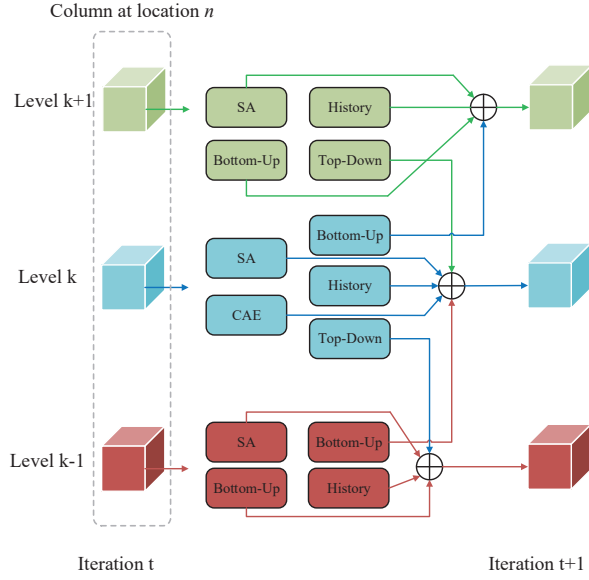 Column at location n
Level k+1
SA
History
Bottom-Up
Top-Down
Bottom-Up
Level k
SA
History
CAE
Top-Down
Level k-1
SA
Bottom-Up
Bottom-Up
History
Iteration t
Iteration t+1